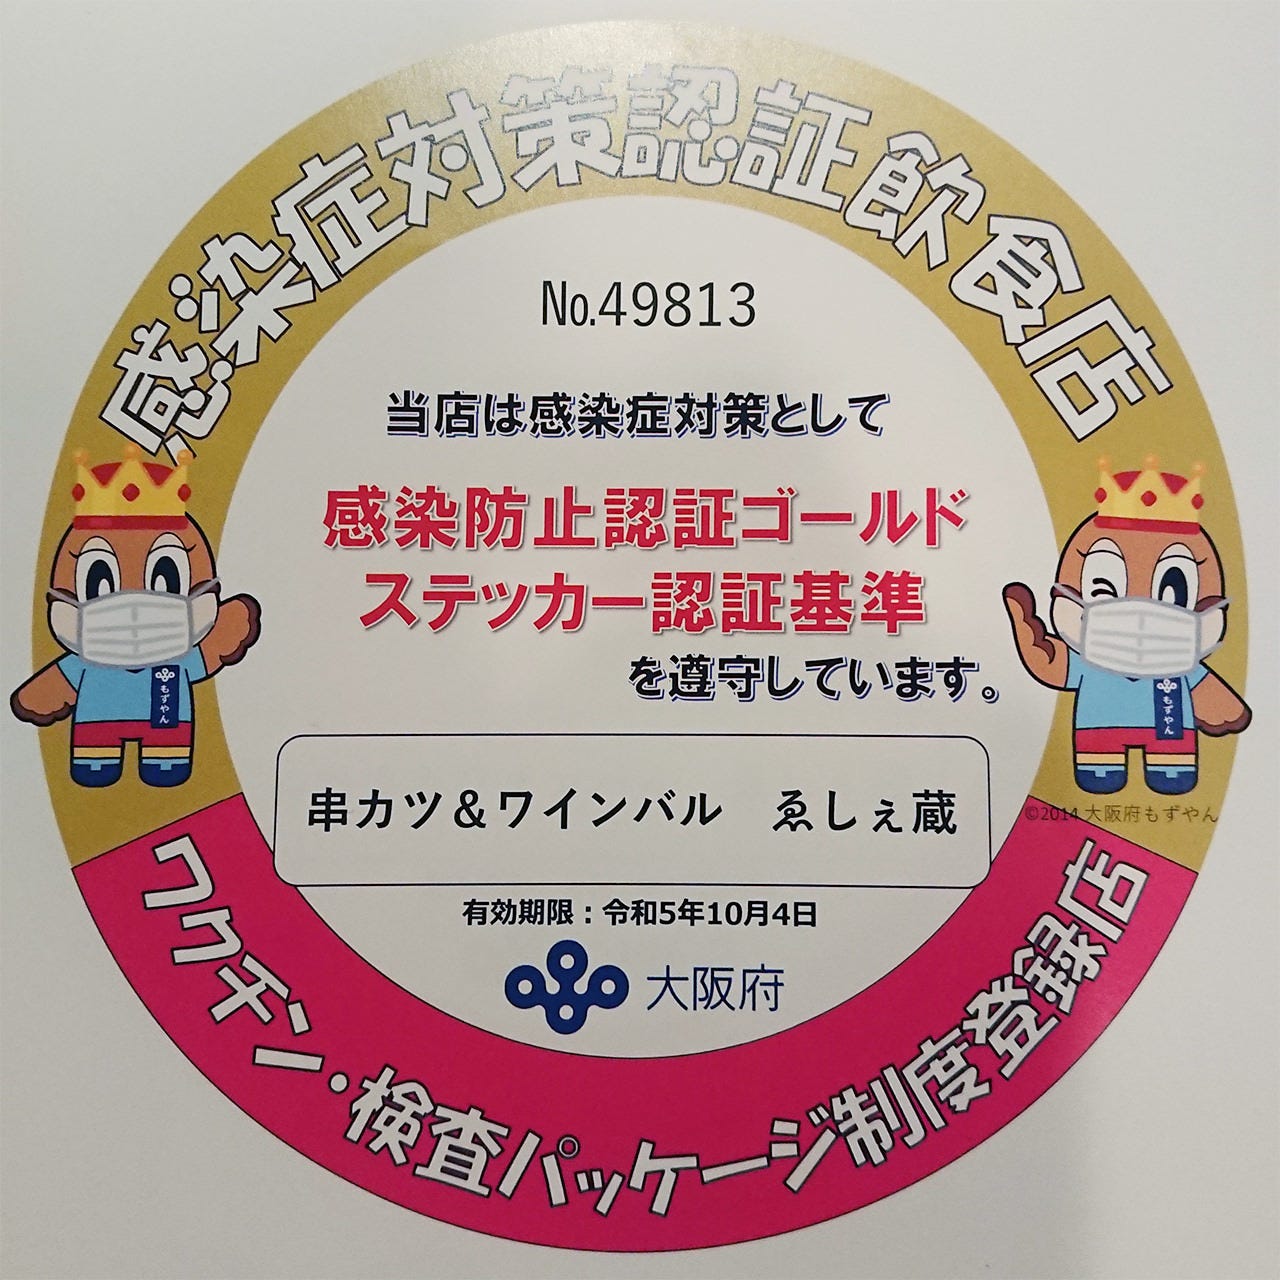 感染症対策認証飲食店
No.49813
当店は感染症対策として
感染防止認証ゴールド
ステッカー認証基準
を遵守しています。
もずやん
もずやん
串カツ＆ワインバル　ゑしぇ蔵
©2014 大阪府もずやん
有効期限：令和5年10月4日
大阪府
ワクチン・検査パッケージ制度登録店